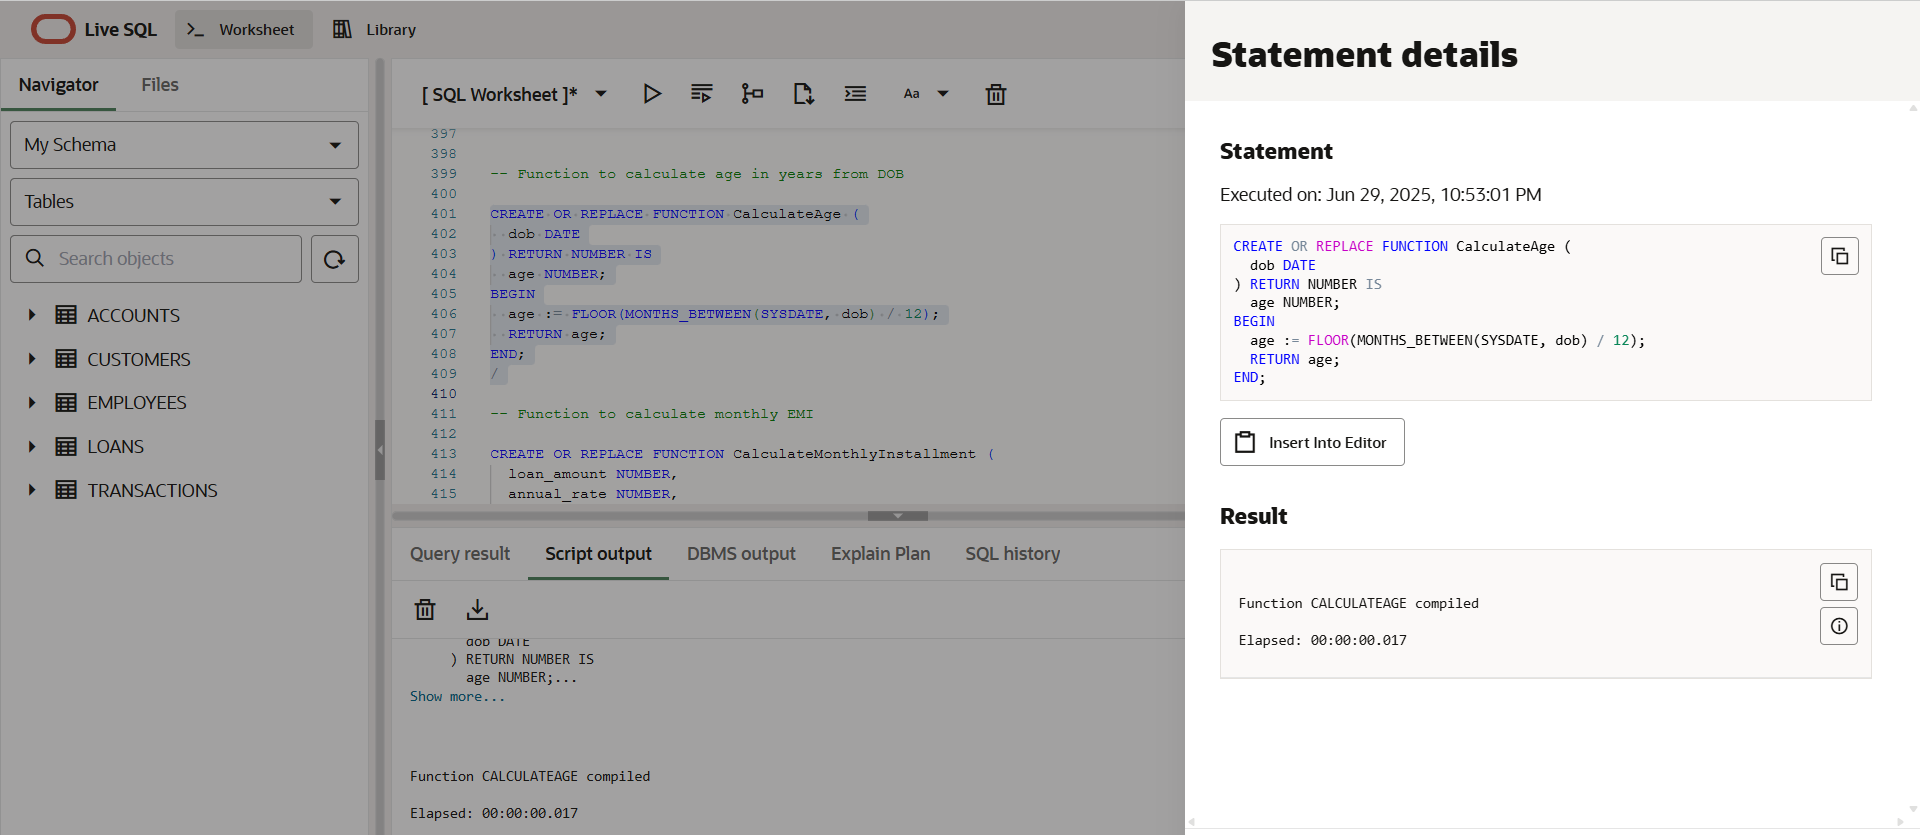 Live SQL
Worksheet
Library
Navigator
Files
My Schema
Tables
Search objects
ACCOUNTS
CUSTOMERS
EMPLOYEES
LOANS
TRANSACTIONS
[ SQL Worksheet ]*
Aa
397
398
399 -- Function to calculate age in years from DOB
400
401 CREATE OR REPLACE FUNCTION CalculateAge (
402 dob DATE
403 ) RETURN NUMBER IS
404 age NUMBER;
405 BEGIN
406 age := FLOOR(MONTHS_BETWEEN(SYSDATE, dob) / 12);
407 RETURN age;
408 END;
409 /
410
411 -- Function to calculate monthly EMI
412
413 CREATE OR REPLACE FUNCTION CalculateMonthlyInstallment (
414 loan_amount NUMBER,
415 annual_rate NUMBER,
Query result
Script output
DBMS output
Explain Plan
SQL history
dob DATE
) RETURN NUMBER IS
age NUMBER;...
Show more...
Function CALCULATEAGE compiled
Elapsed: 00:00:00.017
Statement details
Statement
Executed on: Jun 29, 2025, 10:53:01 PM
CREATE OR REPLACE FUNCTION CalculateAge (
dob DATE
) RETURN NUMBER IS
age NUMBER;
BEGIN
age := FLOOR(MONTHS_BETWEEN(SYSDATE, dob) / 12);
RETURN age;
END;
Insert Into Editor
Result
Function CALCULATEAGE compiled
Elapsed: 00:00:00.017